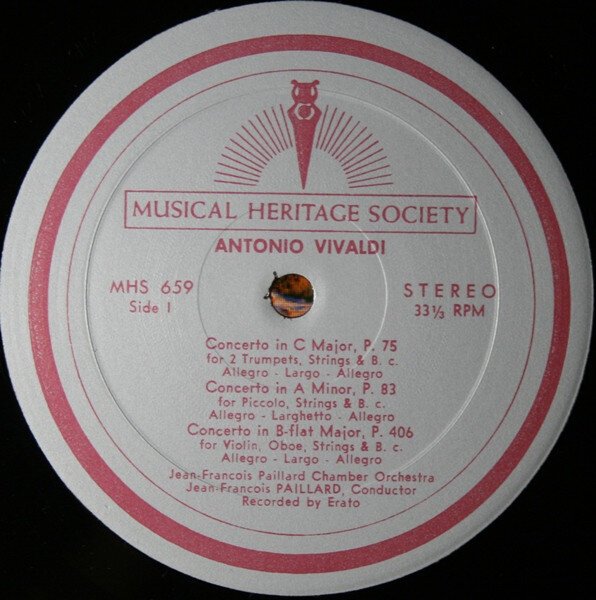 MUSICAL HERITAGE SOCIETY
ANTONIO VIVALDI
MHS 659
Side 1
STEREO
33⅓ RPM
Concerto in C Major, P. 75
for 2 Trumpets, Strings & B. c.
Allegro - Largo - Allegro
Concerto in A Minor, P. 83
for Piccolo, Strings & B. c.
Allegro - Larghetto - Allegro
Concerto in B-flat Major, P. 406
for Violin, Oboe, Strings & B. c.
Allegro - Largo - Allegro
Jean-Francois Paillard Chamber Orchestra
Jean-Francois PAILLARD, Conductor
Recorded by Erato